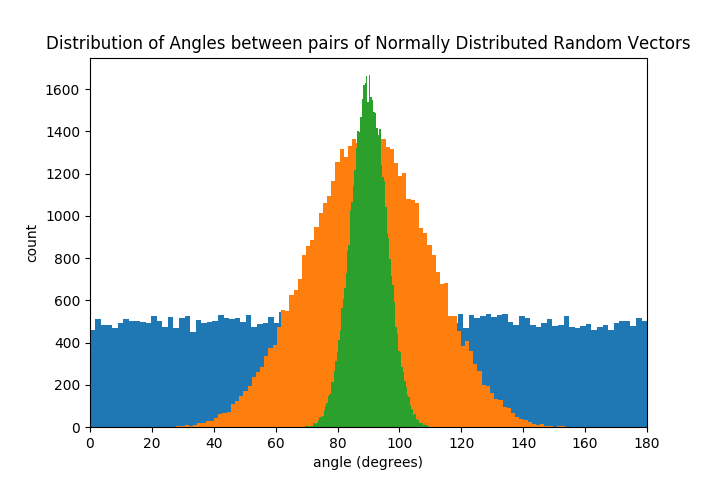 Distribution of Angles between pairs of Normally Distributed Random Vectors
1600
1400
1200
1000
800
600
400
200
0
count
0 20 40 60 80 100 120 140 160 180
angle (degrees)